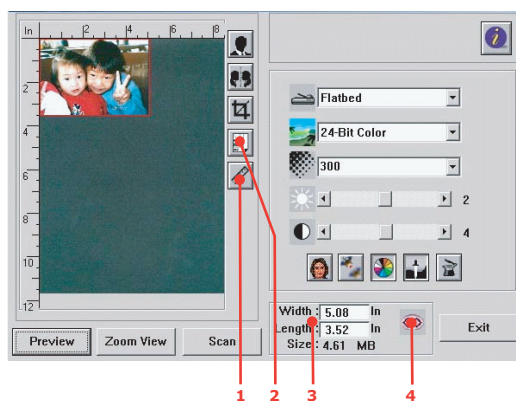 In 2 4 6 8
2
4
6
8
10
12
Flatbed
24-Bit Color
300
2
4
Width : 5.08 In
Length : 3.52 In
Size : 4.61 MB
Preview Zoom View Scan Exit
1 2 3 4